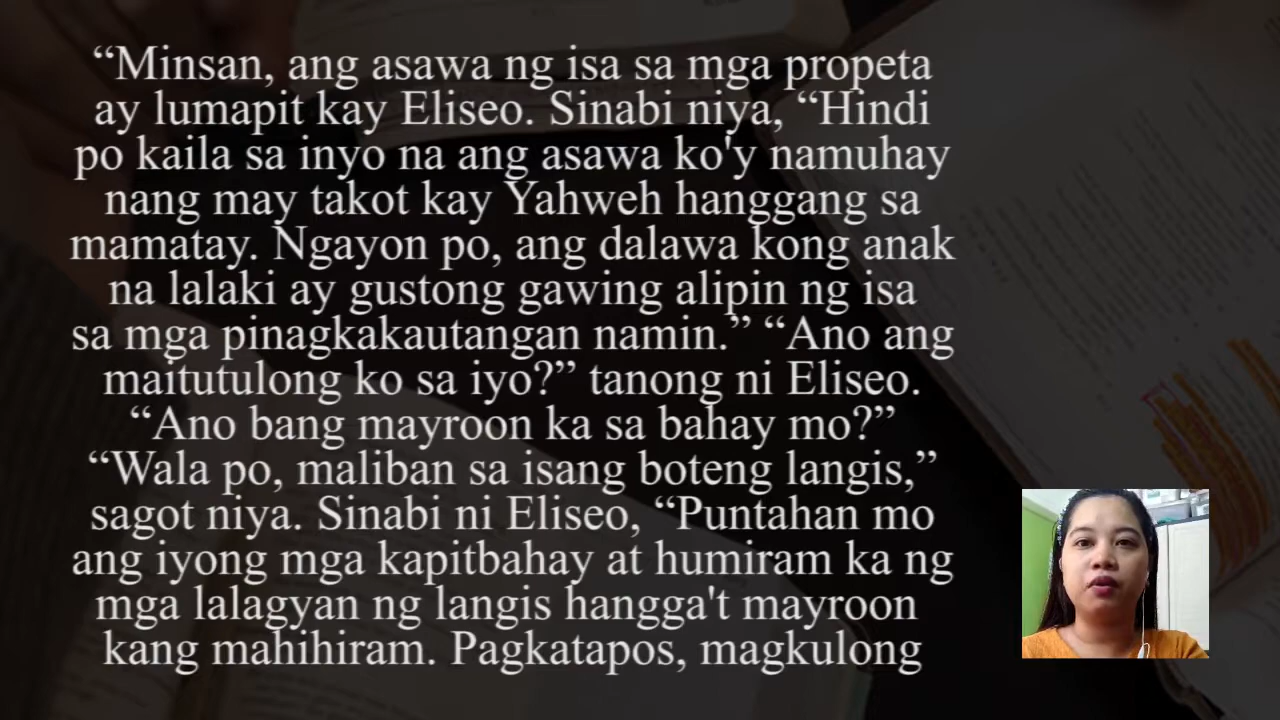 “Minsan, ang asawa ng isa sa mga propeta
ay lumapit kay Eliseo. Sinabi niya, “Hindi
po kaila sa inyo na ang asawa ko'y namuhay
nang may takot kay Yahweh hanggang sa
mamatay. Ngayon po, ang dalawa kong anak
na lalaki ay gustong gawing alipin ng isa
sa mga pinagkakautangan namin.” “Ano ang
maitutulong ko sa iyo?” tanong ni Eliseo.
“Ano bang mayroon ka sa bahay mo?”
“Wala po, maliban sa isang boteng langis,”
sagot niya. Sinabi ni Eliseo, “Puntahan mo
ang iyong mga kapitbahay at humiram ka ng
mga lalagyan ng langis hangga't mayroon
kang mahihiram. Pagkatapos, magkulong